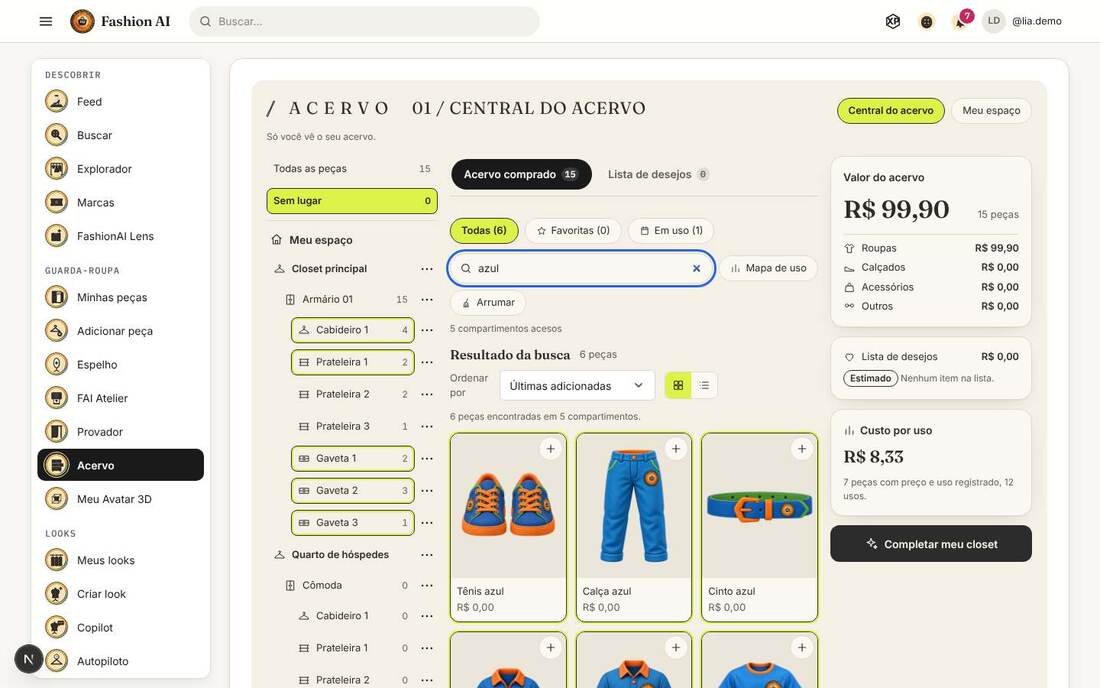 Fashion AI
Buscar...
XP
7
LD
@lia.demo
DESCOBRIR
Feed
Buscar
Explorador
Marcas
FashionAI Lens
GUARDA-ROUPA
Minhas peças
Adicionar peça
Espelho
FAI Atelier
Provador
Acervo
Meu Avatar 3D
LOOKS
Meus looks
Criar look
Copilot
Autopiloto
N
/ ACERVO 01 / CENTRAL DO ACERVO
Só você vê o seu acervo.
Central do acervo
Meu espaço
Todas as peças 15
Sem lugar 0
Meu espaço
Closet principal ...
Armário 01 15 ...
Cabideiro 1 4 ...
Prateleira 1 2 ...
Prateleira 2 2 ...
Prateleira 3 1 ...
Gaveta 1 2 ...
Gaveta 2 3 ...
Gaveta 3 1 ...
Quarto de hóspedes ...
Cômoda 0 ...
Cabideiro 1 0 ...
Prateleira 1 0 ...
Prateleira 2 0 ...
Acervo comprado 15
Lista de desejos 0
Todas (6)
Favoritas (0)
Em uso (1)
azul
Mapa de uso
Arrumar
5 compartimentos acesos
Resultado da busca 6 peças
Ordenar
por
Últimas adicionadas
6 peças encontradas em 5 compartimentos.
Tênis azul
R$ 0,00
Calça azul
R$ 0,00
Cinto azul
R$ 0,00
Valor do acervo
R$ 99,90 15 peças
Roupas R$ 99,90
Calçados R$ 0,00
Acessórios R$ 0,00
Outros R$ 0,00
Lista de desejos R$ 0,00
Estimado Nenhum item na lista.
Custo por uso
R$ 8,33
7 peças com preço e uso registrado, 12
usos.
Completar meu closet